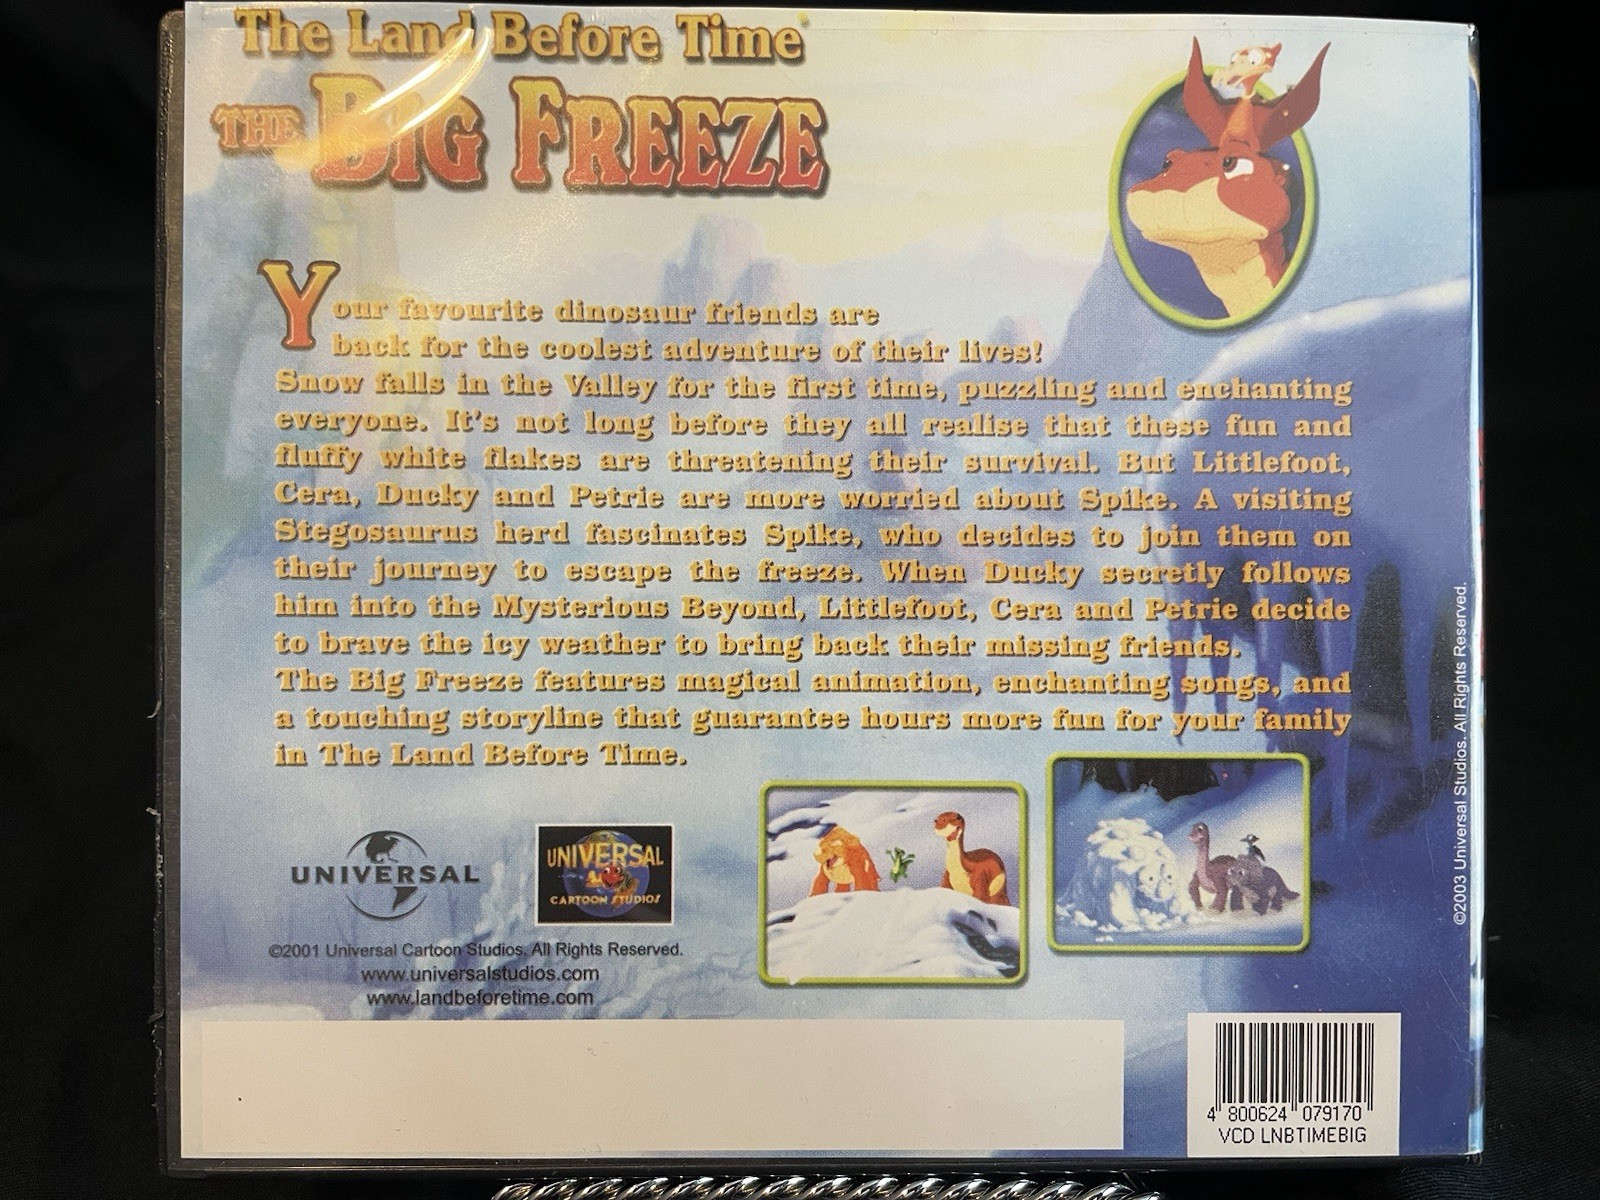 The Land Before Time
THE BIG FREEZE
Your favourite dinosaur friends are
back for the coolest adventure of their lives!
Snow falls in the Valley for the first time, puzzling and enchanting
everyone. It's not long before they all realise that these fun and
fluffy white flakes are threatening their survival. But Littlefoot,
Cera, Ducky and Petrie are more worried about Spike. A visiting
Stegosaurus herd fascinates Spike, who decides to join them on
their journey to escape the freeze. When Ducky secretly follows
him into the Mysterious Beyond, Littlefoot, Cera and Petrie decide
to brave the icy weather to bring back their missing friends.
The Big Freeze features magical animation, enchanting songs, and
a touching storyline that guarantee hours more fun for your family
in The Land Before Time.
UNIVERSAL
UNIVERSAL
CARTOON STUDIOS
©2001 Universal Cartoon Studios. All Rights Reserved.
www.universalstudios.com
www.landbeforetime.com
©2003 Universal Studios. All Rights Reserved.
4 800624 079170
VCD LNBTIMEBIG